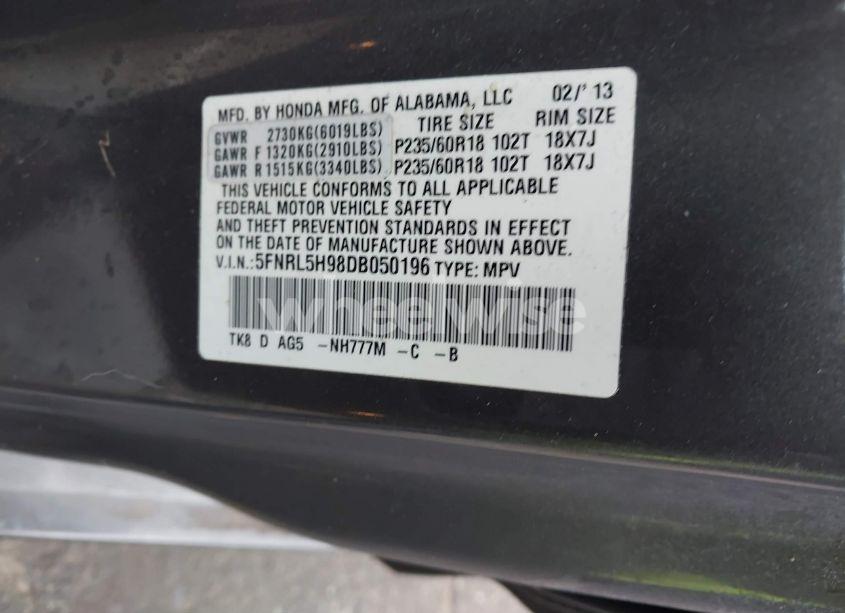 MFD. BY HONDA MFG. OF ALABAMA, LLC 02/'13
TIRE SIZE RIM SIZE
GVWR 2730KG(6019LBS)
GAWR F 1320KG(2910LBS) P235/60R18 102T 18X7J
GAWR R 1515KG(3340LBS) P235/60R18 102T 18X7J
THIS VEHICLE CONFORMS TO ALL APPLICABLE
FEDERAL MOTOR VEHICLE SAFETY
AND THEFT PREVENTION STANDARDS IN EFFECT
ON THE DATE OF MANUFACTURE SHOWN ABOVE.
V.I.N.:5FNRL5H98DB050196 TYPE: MPV
wheelwise
TK8 D AG5 -NH777M -C -B